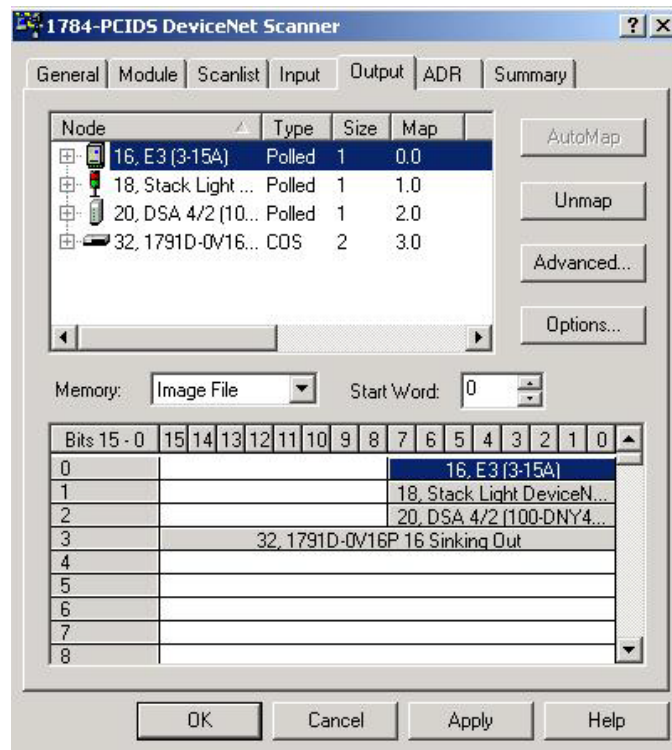 1784-PCIDS DeviceNet Scanner
General Module Scanlist Input Output ADR Summary
Node Type Size Map
16, E3 (3-15A) Polled 1 0.0
18, Stack Light ... Polled 1 1.0
20, DSA 4/2 (10... Polled 1 2.0
32, 1791D-0V16... COS 2 3.0
AutoMap
Unmap
Advanced...
Options...
Memory: Image File Start Word: 0
Bits 15 - 0 15 14 13 12 11 10 9 8 7 6 5 4 3 2 1 0
0 16, E3 (3-15A)
1 18, Stack Light DeviceN...
2 20, DSA 4/2 (100-DNY4...
3 32, 1791D-0V16P 16 Sinking Out
4
5
6
7
8
OK Cancel Apply Help